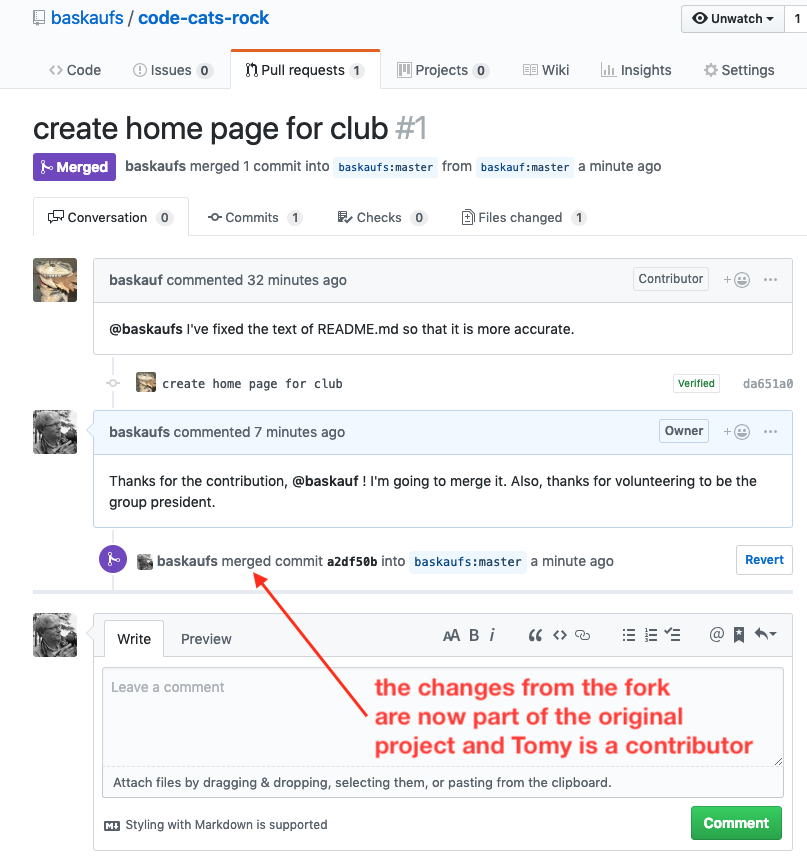 baskaufs / code-cats-rock
Unwatch 1
Code Issues 0 Pull requests 1 Projects 0 Wiki Insights Settings
create home page for club #1
Merged baskaufs merged 1 commit into baskaufs:master from baskauf:master a minute ago
Conversation 0 Commits 1 Checks 0 Files changed 1
baskauf commented 32 minutes ago Contributor
@baskaufs I've fixed the text of README.md so that it is more accurate.
create home page for club Verified da651a0
baskaufs commented 7 minutes ago Owner
Thanks for the contribution, @baskauf ! I'm going to merge it. Also, thanks for volunteering to be the
group president.
baskaufs merged commit a2df50b into baskaufs:master a minute ago Revert
Write Preview AA B i
Leave a comment
the changes from the fork
are now part of the original
project and Tomy is a contributor
Attach files by dragging & dropping, selecting them, or pasting from the clipboard.
Styling with Markdown is supported
Comment